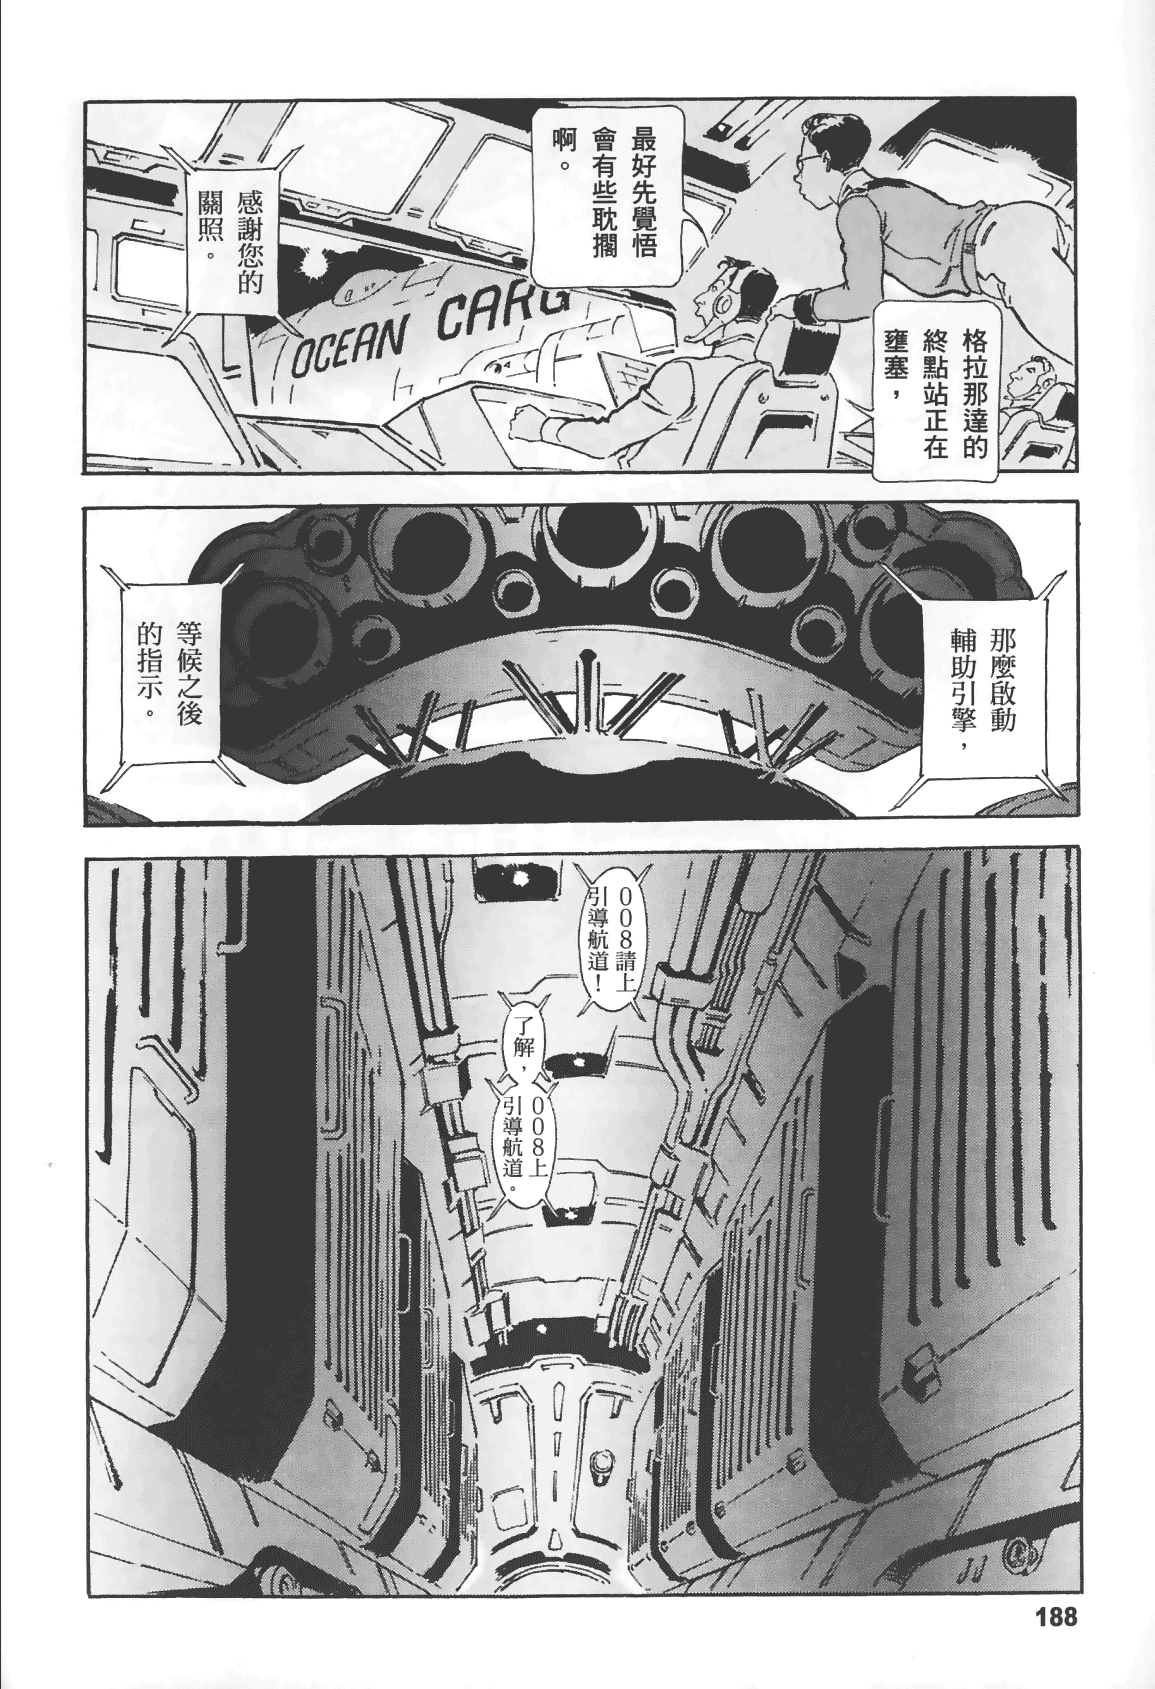 格拉那達的
終點站正在
壅塞，
最好先覺悟
會有些耽擱
啊。
感謝您的
關照。
OCEAN CARG
那麼啟動
輔助引擎，
等候之後
的指示。
008請上
引導航道！
了解，
008上
引導航道。
188